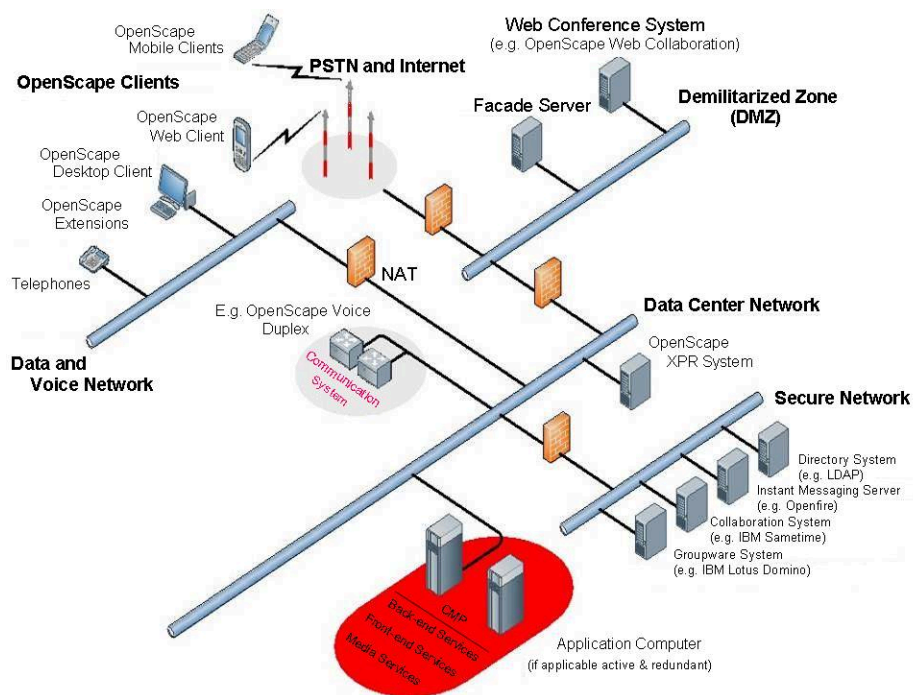 OpenScape
Mobile Clients
Web Conference System
(e.g. OpenScape Web Collaboration)
PSTN and Internet
OpenScape Clients
Facade Server
Demilitarized Zone
(DMZ)
OpenScape
Web Client
OpenScape
Desktop Client
OpenScape
Extensions
Telephones
NAT
E.g. OpenScape Voice
Duplex
Communication
System
Data and
Voice Network
Data Center Network
OpenScape
XPR System
Secure Network
Directory System
(e.g. LDAP)
Instant Messaging Server
(e.g. Openfire)
Collaboration System
(e.g. IBM Sametime)
Groupware System
(e.g. IBM Lotus Domino)
CMP
Back-end Services
Front-end Services
Media Services
Application Computer
(if applicable active & redundant)